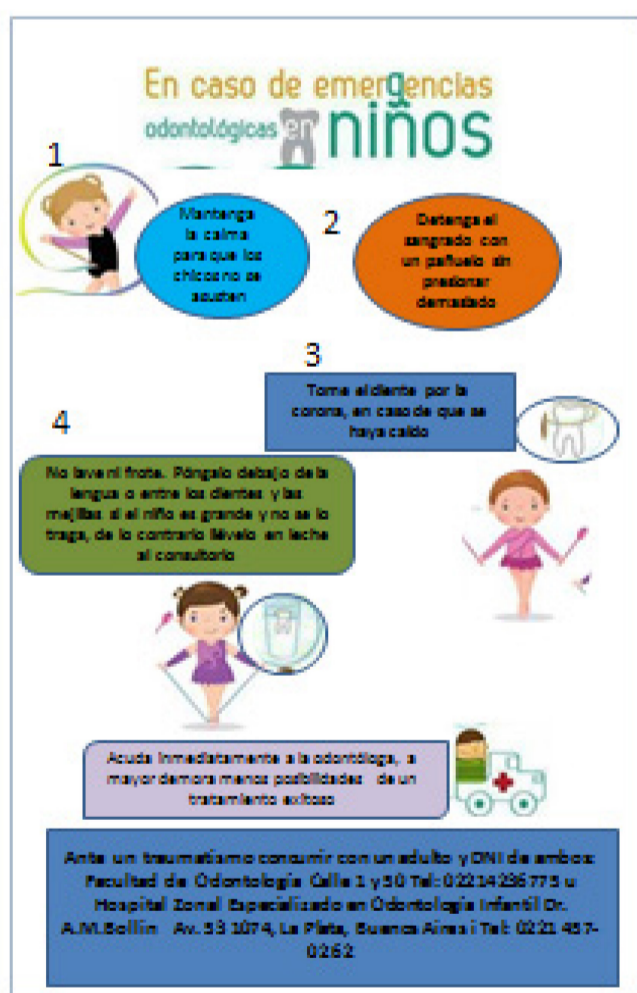 En caso de emergencias
odontológicas en niños
1
Mantenga
la calma
para que los
chicos no se
asusten
2
Detenga el
sangrado con
un pañuelo sin
presionar
demasiado
3
Tome el diente por la
corona, en caso de que se
haya caído
4
No lave ni frote. Póngalo debajo de la
lengua o entre los dientes y las
mejillas si el niño es grande y no se lo
traga, de lo contrario llévelo en leche
al consultorio
Acuda inmediatamente a la odontóloga, a
mayor demora menos posibilidades de un
tratamiento exitoso
Ante un traumatismo concurrir con un adulto y DNI de ambos:
Facultad de Odontología Calle 1 y 50 Tel: 02214236775 u
Hospital Zonal Especializado en Odontología Infantil Dr.
A.M.Bollini Av. 53 1074, La Plata, Buenos Aires i Tel: 0221 457-
0262